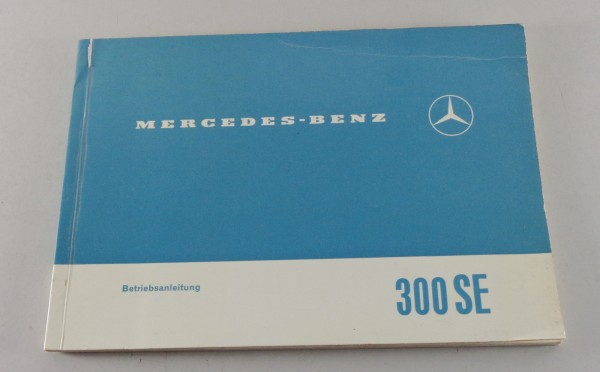 MERCEDES-BENZ
Betriebsanleitung
300 SE